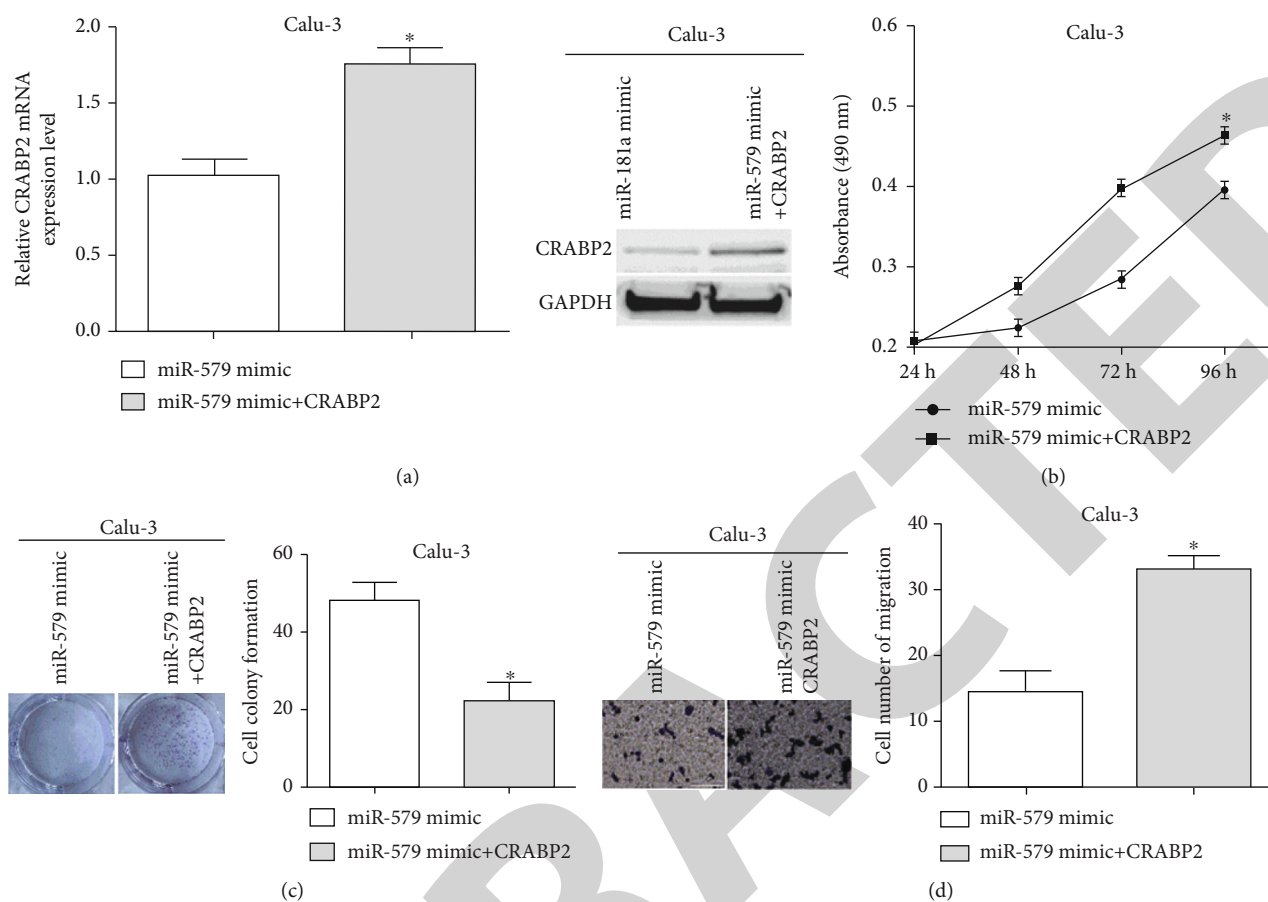 Calu-3
2.0
1.5
1.0
0.5
0.0
Relative CRABP2 mRNA
expression level
*
miR-579 mimic
miR-579 mimic+CRABP2
Calu-3
miR-181a mimic
miR-579 mimic
+CRABP2
CRABP2
GAPDH
(a)
Calu-3
0.6
0.5
0.4
0.3
0.2
Absorbance (490 nm)
*
24 h
48 h
72 h
96 h
miR-579 mimic
miR-579 mimic+CRABP2
(b)
Calu-3
miR-579 mimic
miR-579 mimic
+CRABP2
Calu-3
60
40
20
0
Cell colony formation
*
miR-579 mimic
miR-579 mimic+CRABP2
(c)
Calu-3
miR-579 mimic
miR-579 mimic
CRABP2
Calu-3
40
30
20
10
0
Cell number of migration
*
miR-579 mimic
miR-579 mimic+CRABP2
(d)
RACTED